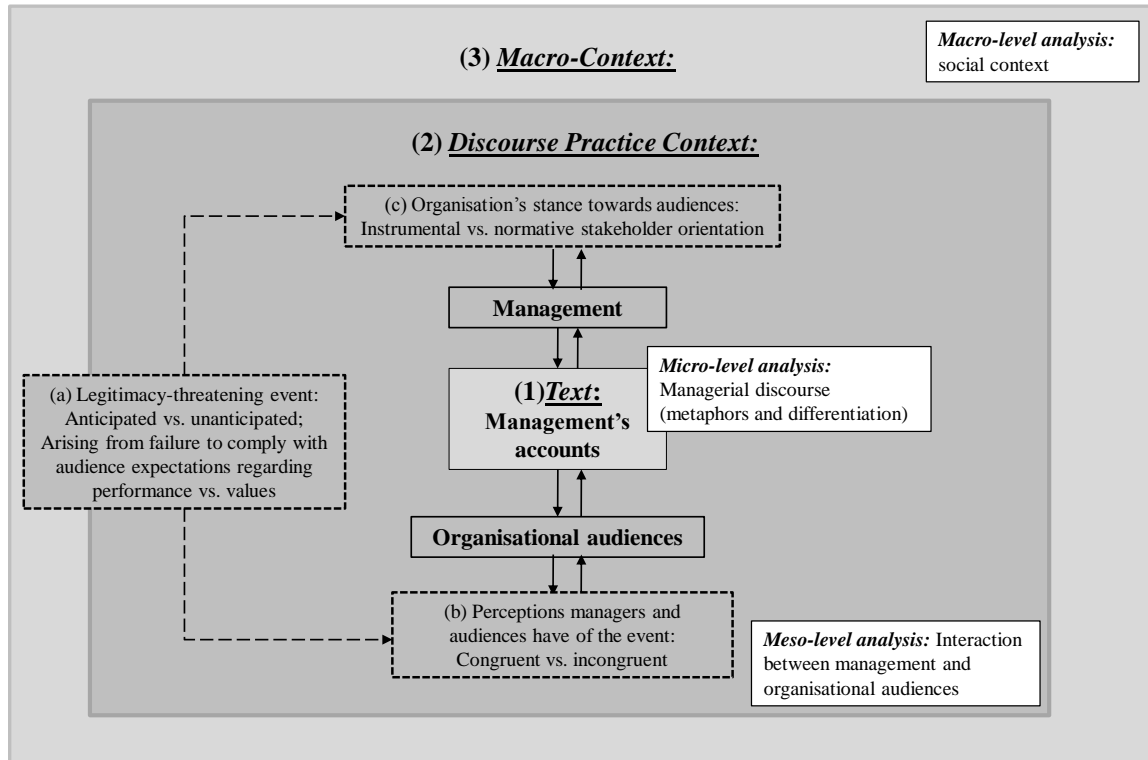 (3) Macro-Context:
Macro-level analysis:
social context
(2) Discourse Practice Context:
(c) Organisation's stance towards audiences:
Instrumental vs. normative stakeholder orientation
Management
(a) Legitimacy-threatening event:
Anticipated vs. unanticipated;
Arising from failure to comply with
audience expectations regarding
performance vs. values
(1)Text:
Management's
accounts
Micro-level analysis:
Managerial discourse
(metaphors and differentiation)
Organisational audiences
(b) Perceptions managers and
audiences have of the event:
Congruent vs. incongruent
Meso-level analysis: Interaction
between management and
organisational audiences